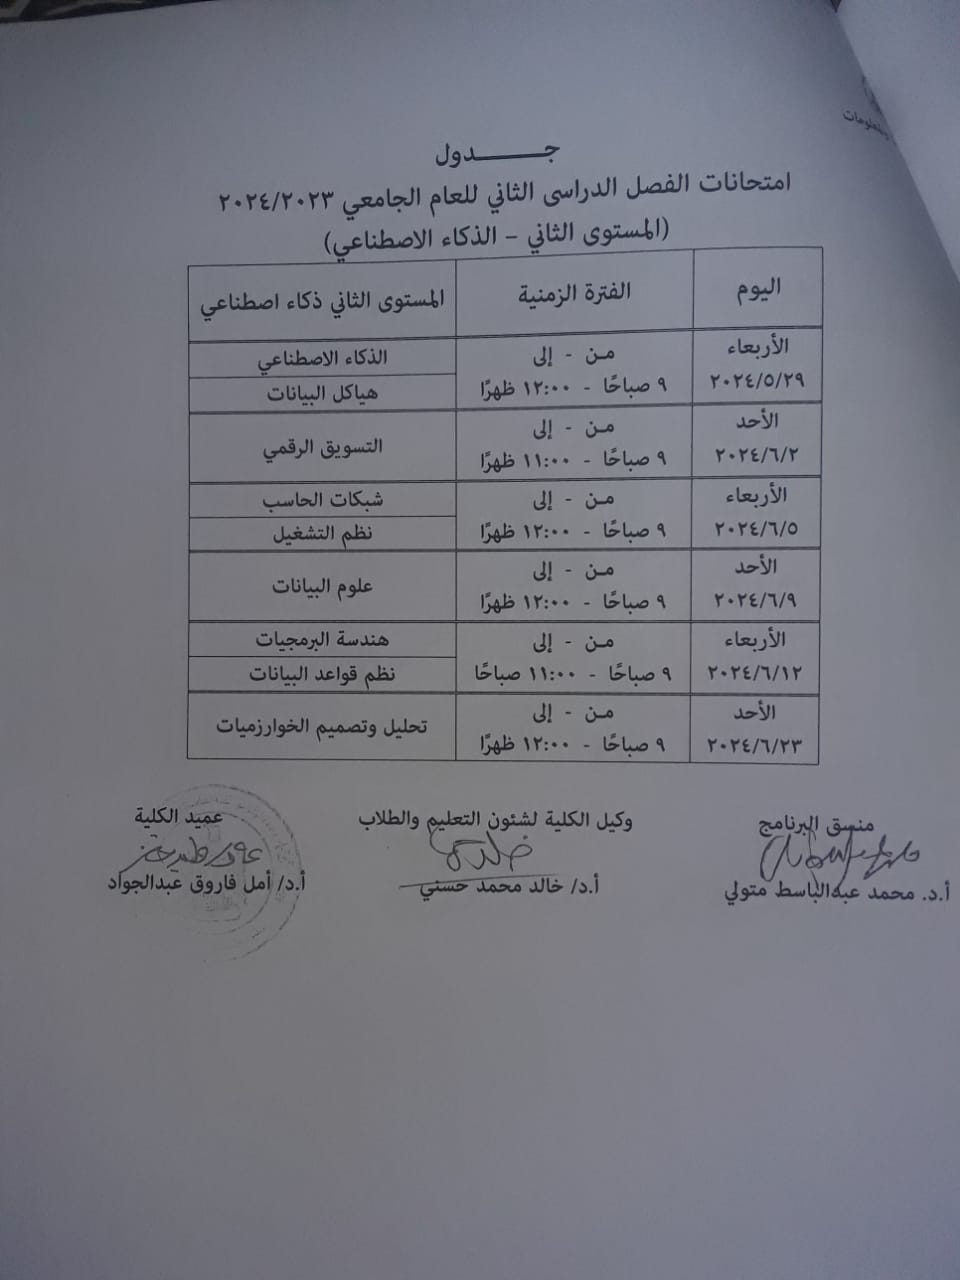 والمعلومات
جـــــدول
امتحانات الفصل الدراسى الثاني للعام الجامعي ٢٠٢٤/٢٠٢٣
(المستوى الثاني – الذكاء الاصطناعي)
اليوم الفترة الزمنية المستوى الثاني ذكاء اصطناعي
الأربعاء من - إلى الذكاء الاصطناعي
٢٠٢٤/٥/٢٩ ٩ صباحًا - ١٢:٠٠ ظهرًا هياكل البيانات
الأحد من - إلى التسويق الرقمي
٢٠٢٤/٦/٢ ٩ صباحًا - ١١:٠٠ ظهرًا
الأربعاء من - إلى شبكات الحاسب
٢٠٢٤/٦/٥ ٩ صباحًا - ١٢:٠٠ ظهرًا نظم التشغيل
الأحد من - إلى علوم البيانات
٢٠٢٤/٦/٩ ٩ صباحًا - ١٢:٠٠ ظهرًا
الأربعاء من - إلى هندسة البرمجيات
٢٠٢٤/٦/١٢ ٩ صباحًا - ١١:٠٠ صباحًا نظم قواعد البيانات
الأحد من - إلى تحليل وتصميم الخوارزميات
٢٠٢٤/٦/٢٣ ٩ صباحًا - ١٢:٠٠ ظهرًا
منسق البرنامج وكيل الكلية لشئون التعليم والطلاب عميد الكلية
أ.د. محمد عبدالباسط متولي أ.د/ خالد محمد حسني أ.د/ أمل فاروق عبدالجواد